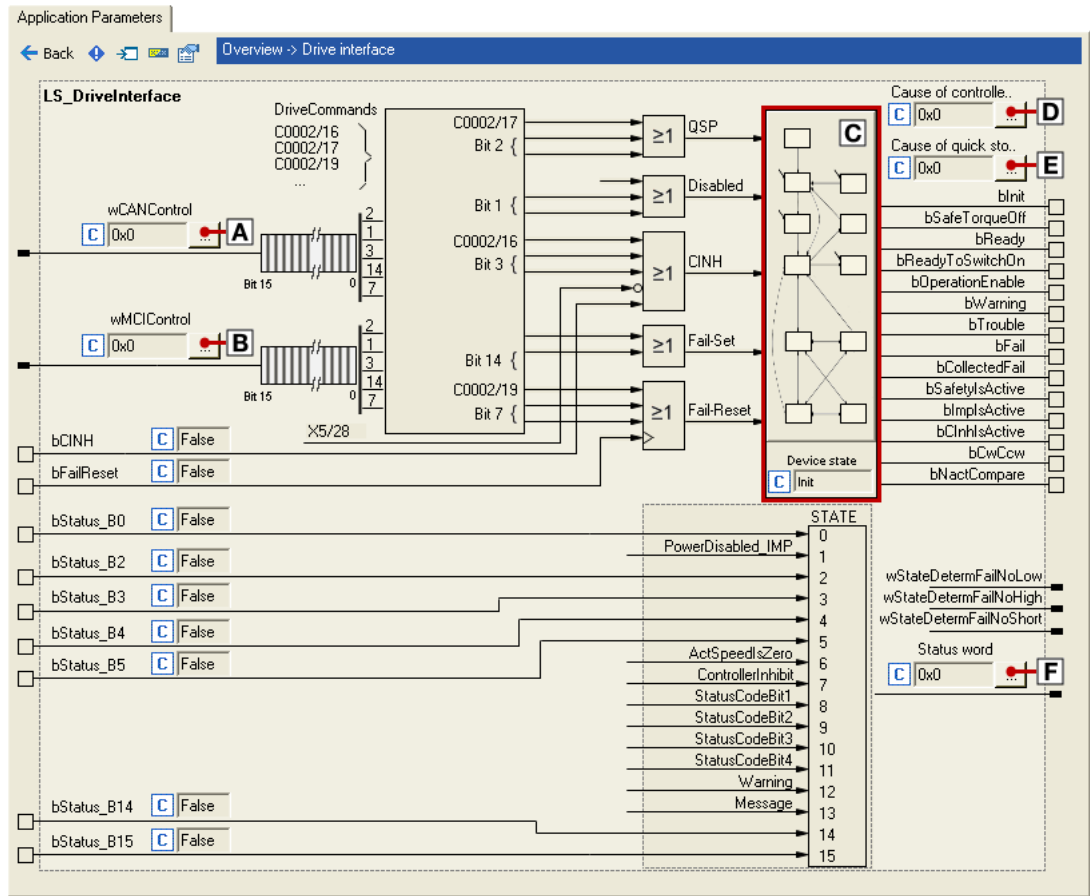 Application Parameters
Back
Overview -> Drive interface
LS_DriveInterface
DriveCommands
C0002/16
C0002/17
C0002/19
...
wCANControl
C 0x0 ... A
Bit 15 0
2
1
3
14
7
wMCIControl
C 0x0 ... B
Bit 15 0
2
1
3
14
7
C0002/17
Bit 2 {
Bit 1 {
C0002/16
Bit 3 {
Bit 14 {
C0002/19
Bit 7 {
X5/28
≥1 QSP
≥1 Disabled
≥1 CINH
≥1 Fail-Set
≥1 Fail-Reset
C
Device state
C Init
Cause of controlle..
C 0x0 ... D
Cause of quick sto..
C 0x0 ... E
bInit
bSafeTorqueOff
bReady
bReadyToSwitchOn
bOperationEnable
bWarning
bTrouble
bFail
bCollectedFail
bSafetyIsActive
bImpIsActive
bCInhIsActive
bCwCcw
bNactCompare
bCINH C False
bFailReset C False
bStatus_B0 C False
bStatus_B2 C False
bStatus_B3 C False
bStatus_B4 C False
bStatus_B5 C False
bStatus_B14 C False
bStatus_B15 C False
STATE
0
PowerDisabled_IMP 1
2
3
4
5
ActSpeedIsZero 6
ControllerInhibit 7
StatusCodeBit1 8
StatusCodeBit2 9
StatusCodeBit3 10
StatusCodeBit4 11
Warning 12
Message 13
14
15
wStateDetermFailNoLow
wStateDetermFailNoHigh
wStateDetermFailNoShort
Status word
C 0x0 ... F